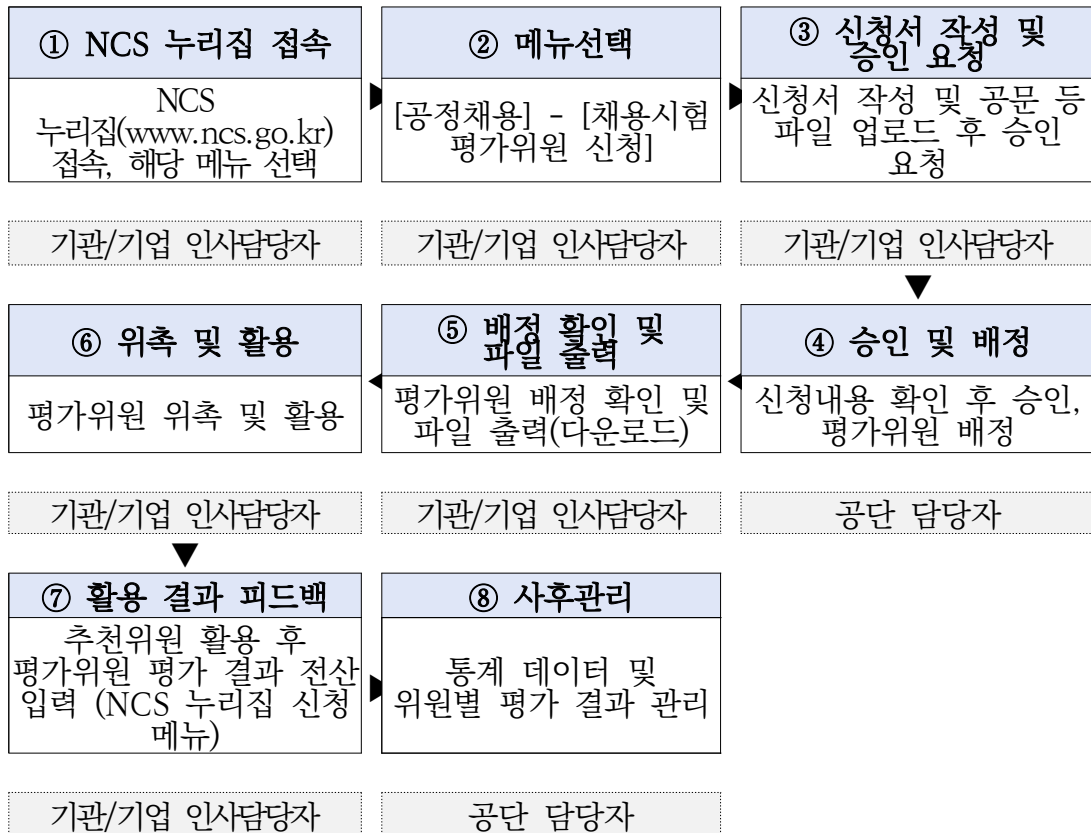 ① NCS 누리집 접속
NCS
누리집(www.ncs.go.kr)
접속, 해당 메뉴 선택
기관/기업 인사담당자
② 메뉴선택
[공정채용] - [채용시험
평가위원 신청]
기관/기업 인사담당자
③ 신청서 작성 및
승인 요청
신청서 작성 및 공문 등
파일 업로드 후 승인
요청
기관/기업 인사담당자
④ 승인 및 배정
신청내용 확인 후 승인,
평가위원 배정
공단 담당자
⑤ 배정 확인 및
파일 출력
평가위원 배정 확인 및
파일 출력(다운로드)
기관/기업 인사담당자
⑥ 위촉 및 활용
평가위원 위촉 및 활용
기관/기업 인사담당자
⑦ 활용 결과 피드백
추천위원 활용 후
평가위원 평가 결과 전산
입력 (NCS 누리집 신청
메뉴)
기관/기업 인사담당자
⑧ 사후관리
통계 데이터 및
위원별 평가 결과 관리
공단 담당자